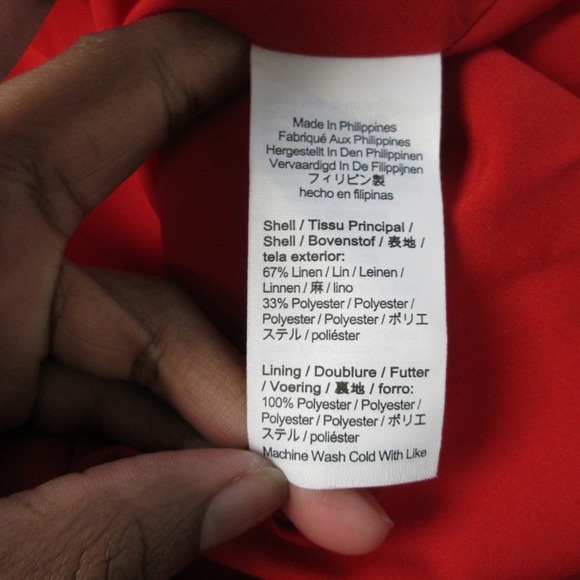 Made In Philippines
Fabriqué Aux Philippines
Hergestellt In Den Philippinen
Vervaardigd In De Filippijnen
フィリピン製
hecho en filipinas
Shell / Tissu Principal /
Shell / Bovenstof / 表地 /
tela exterior:
67% Linen / Lin / Leinen /
Linnen / 麻 / lino
33% Polyester / Polyester /
Polyester / Polyester / ポリエ
ステル / poliéster
Lining / Doublure / Futter
/ Voering / 裏地 / forro:
100% Polyester / Polyester /
Polyester / Polyester / ポリエ
ステル / poliéster
Machine Wash Cold With Like